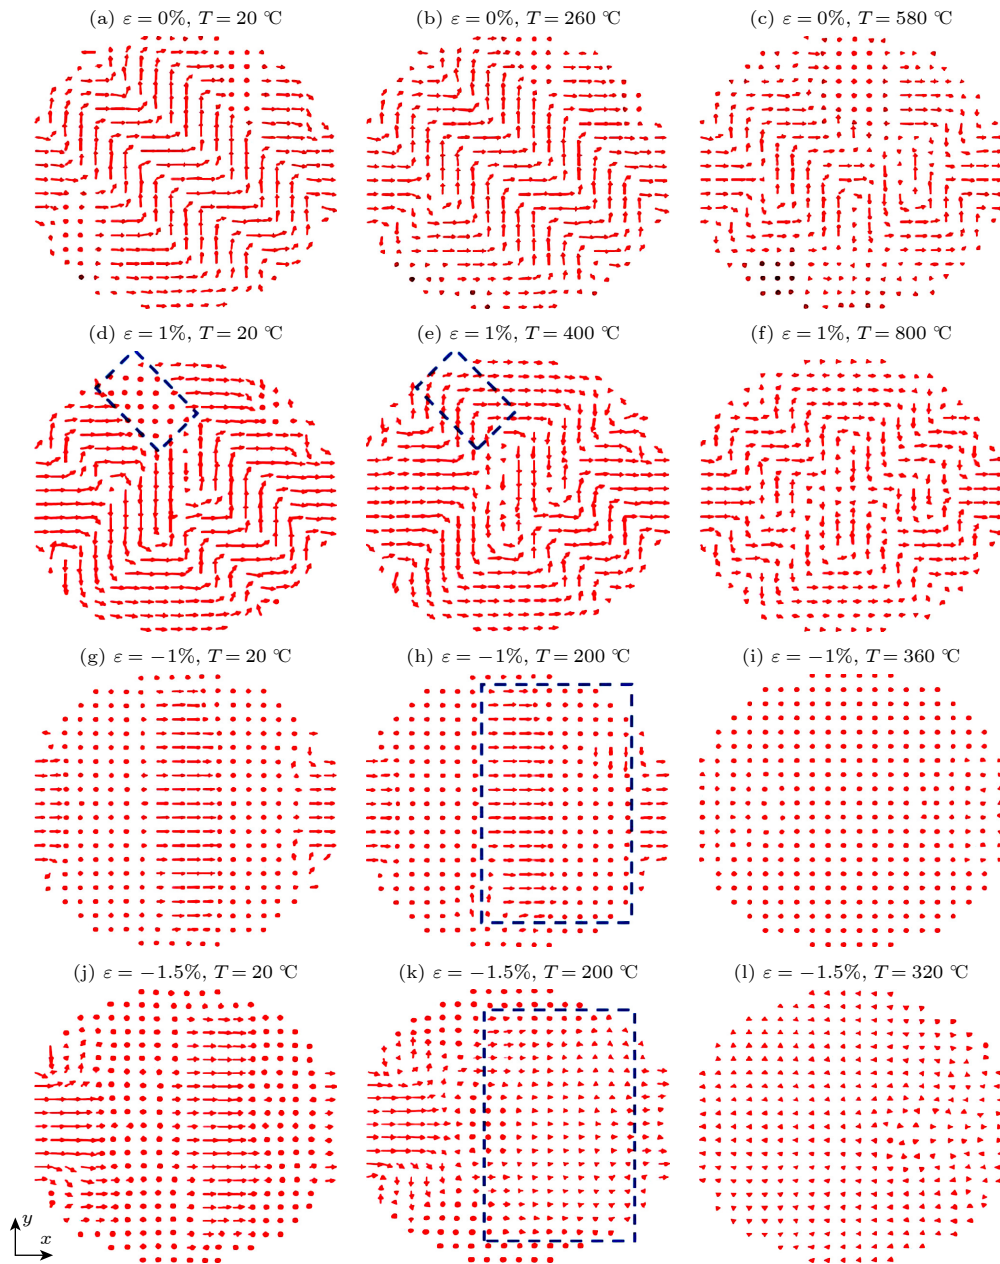 (a) ε = 0%, T = 20 ℃
(b) ε = 0%, T = 260 ℃
(c) ε = 0%, T = 580 ℃
(d) ε = 1%, T = 20 ℃
(e) ε = 1%, T = 400 ℃
(f) ε = 1%, T = 800 ℃
(g) ε = −1%, T = 20 ℃
(h) ε = −1%, T = 200 ℃
(i) ε = −1%, T = 360 ℃
(j) ε = −1.5%, T = 20 ℃
(k) ε = −1.5%, T = 200 ℃
(l) ε = −1.5%, T = 320 ℃
y
x